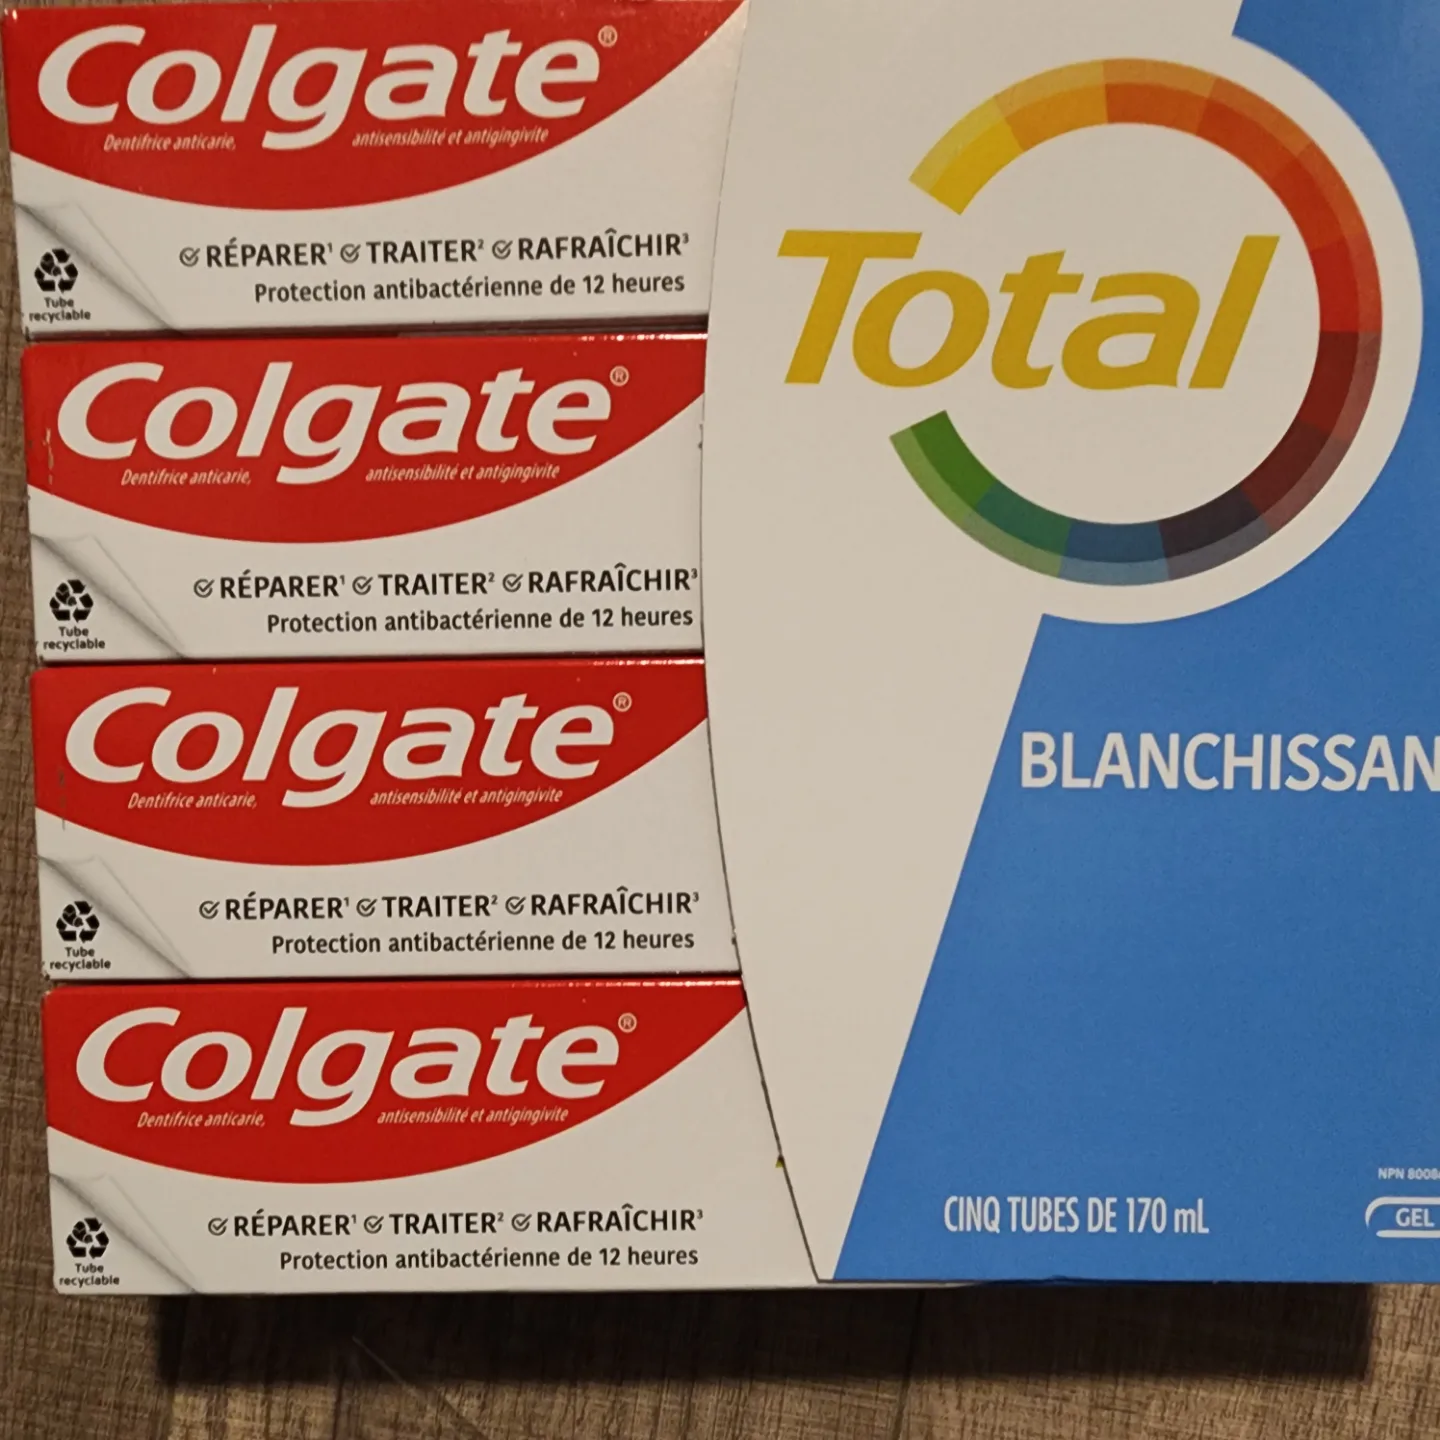 Colgate®
Dentifrice anticarie, antisensibilité et antigingivite
RÉPARER¹ TRAITER² RAFRAÎCHIR³
Protection antibactérienne de 12 heures
Tube
recyclable
Colgate®
Dentifrice anticarie, antisensibilité et antigingivite
RÉPARER¹ TRAITER² RAFRAÎCHIR³
Protection antibactérienne de 12 heures
Tube
recyclable
Colgate®
Dentifrice anticarie, antisensibilité et antigingivite
RÉPARER¹ TRAITER² RAFRAÎCHIR³
Protection antibactérienne de 12 heures
Tube
recyclable
Colgate®
Dentifrice anticarie, antisensibilité et antigingivite
RÉPARER¹ TRAITER² RAFRAÎCHIR³
Protection antibactérienne de 12 heures
Tube
recyclable
Total
BLANCHISSAN
CINQ TUBES DE 170 mL
NPN 8008
GEL